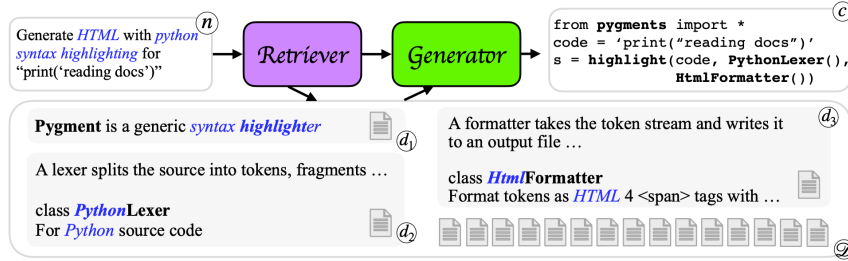 Generate HTML with python
syntax highlighting for
“print(‘reading docs’)”
n
Retriever
Generator
c
from pygments import *
code = ‘print(“reading docs”)’
s = highlight(code, PythonLexer(),
HtmlFormatter())
Pygment is a generic syntax highlighter
d1
A lexer splits the source into tokens, fragments …
class PythonLexer
For Python source code
d2
A formatter takes the token stream and writes it
to an output file …
d3
class HtmlFormatter
Format tokens as HTML 4 <span> tags with …
𝒟